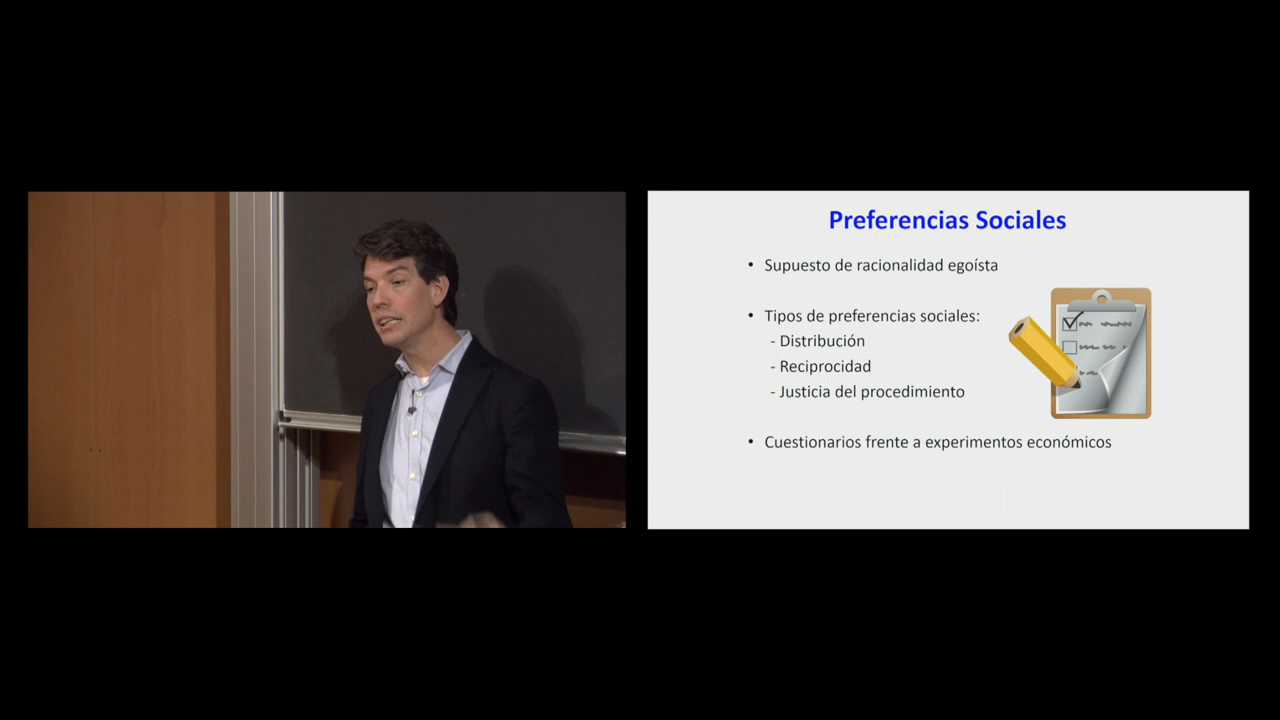 Preferencias Sociales
• Supuesto de racionalidad egoísta
• Tipos de preferencias sociales:
- Distribución
- Reciprocidad
- Justicia del procedimiento
• Cuestionarios frente a experimentos económicos